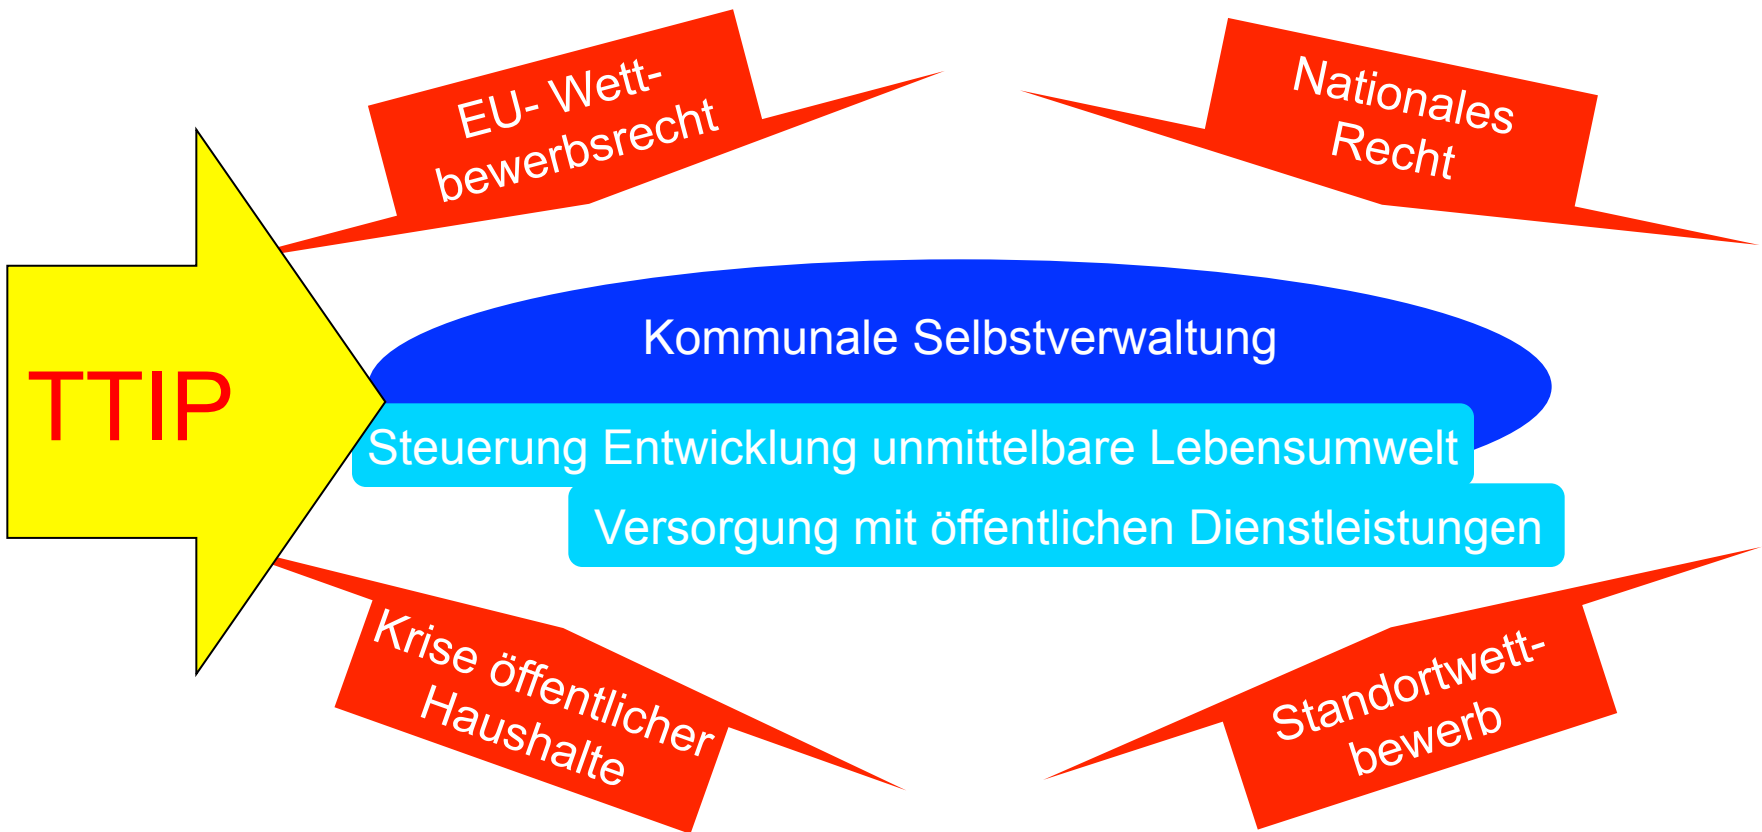 EU- Wett-
bewerbsrecht
Nationales
Recht
TTIP
Kommunale Selbstverwaltung
Steuerung Entwicklung unmittelbare Lebensumwelt
Versorgung mit öffentlichen Dienstleistungen
Krise öffentlicher
Haushalte
Standortwett-
bewerb